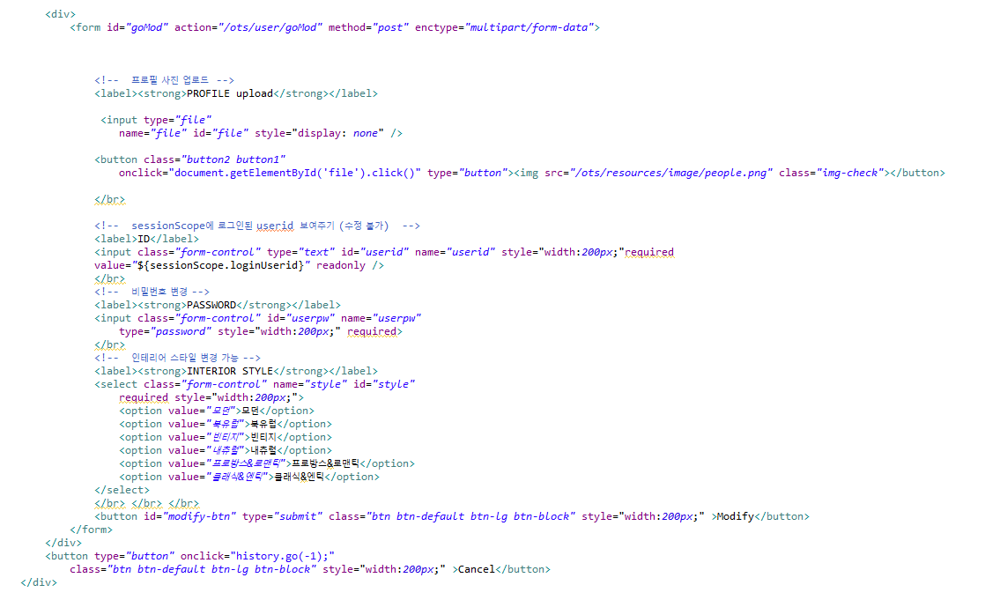 <div>
<form id="goMod" action="/ots/user/goMod" method="post" enctype="multipart/form-data">
<!-- 프로필 사진 업로드 -->
<label><strong>PROFILE upload</strong></label>
<input type="file"
name="file" id="file" style="display: none" />
<button class="button2 button1"
onclick="document.getElementById('file').click()" type="button"><img src="/ots/resources/image/people.png" class="img-check"></button>
</br>
<!-- sessionScope에 로그인된 userid 보여주기 (수정 불가) -->
<label>ID</label>
<input class="form-control" type="text" id="userid" name="userid" style="width:200px;"required
value="${sessionScope.loginUserid}" readonly />
</br>
<!-- 비밀번호 변경 -->
<label><strong>PASSWORD</strong></label>
<input class="form-control" id="userpw" name="userpw"
type="password" style="width:200px;" required>
</br>
<!-- 인테리어 스타일 변경 가능 -->
<label><strong>INTERIOR STYLE</strong></label>
<select class="form-control" name="style" id="style"
required style="width:200px;">
<option value="모던">모던</option>
<option value="북유럽">북유럽</option>
<option value="빈티지">빈티지</option>
<option value="내츄럴">내츄럴</option>
<option value="프로방스&로맨틱">프로방스&로맨틱</option>
<option value="클래식&엔틱">클래식&엔틱</option>
</select>
</br> </br> </br>
<button id="modify-btn" type="submit" class="btn btn-default btn-lg btn-block" style="width:200px;" >Modify</button>
</form>
</div>
<button type="button" onclick="history.go(-1);"
class="btn btn-default btn-lg btn-block" style="width:200px;" >Cancel</button>
</div>